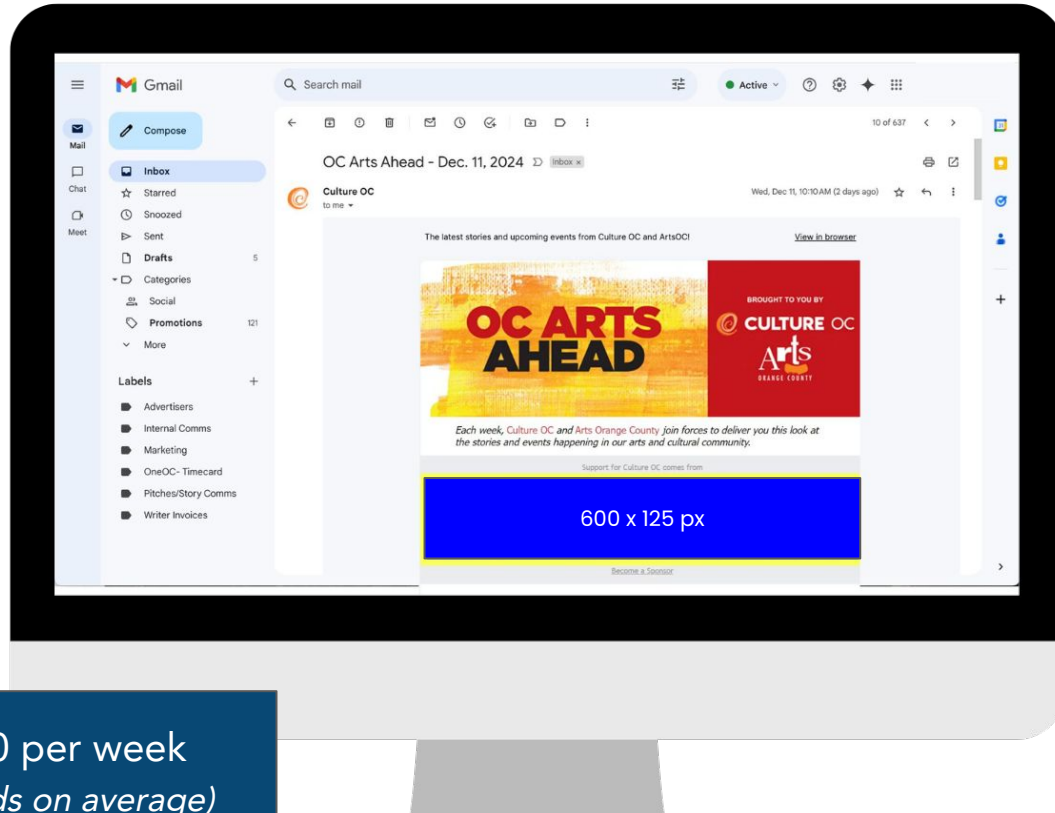 Gmail
Search mail
Active
Mail
Compose
10 of 637
31
OC Arts Ahead - Dec. 11, 2024 Inbox x
Inbox
Chat
Starred
Culture OC
Wed, Dec 11, 10:10 AM (2 days ago)
to me
Snoozed
Meet
Sent
The latest stories and upcoming events from Culture OC and ArtsOC!
View in browser
Drafts 5
Categories
Social
Promotions 121
More
OC ARTS
AHEAD
BROUGHT TO YOU BY
CULTURE OC
Arts
ORANGE COUNTY
Labels +
Advertisers
Internal Comms
Marketing
OneOC- Timecard
Pitches/Story Comms
Writer Invoices
Each week, Culture OC and Arts Orange County join forces to deliver you this look at
the stories and events happening in our arts and cultural community.
Support for Culture OC comes from
600 x 125 px
Become a Sponsor
per week
on average)